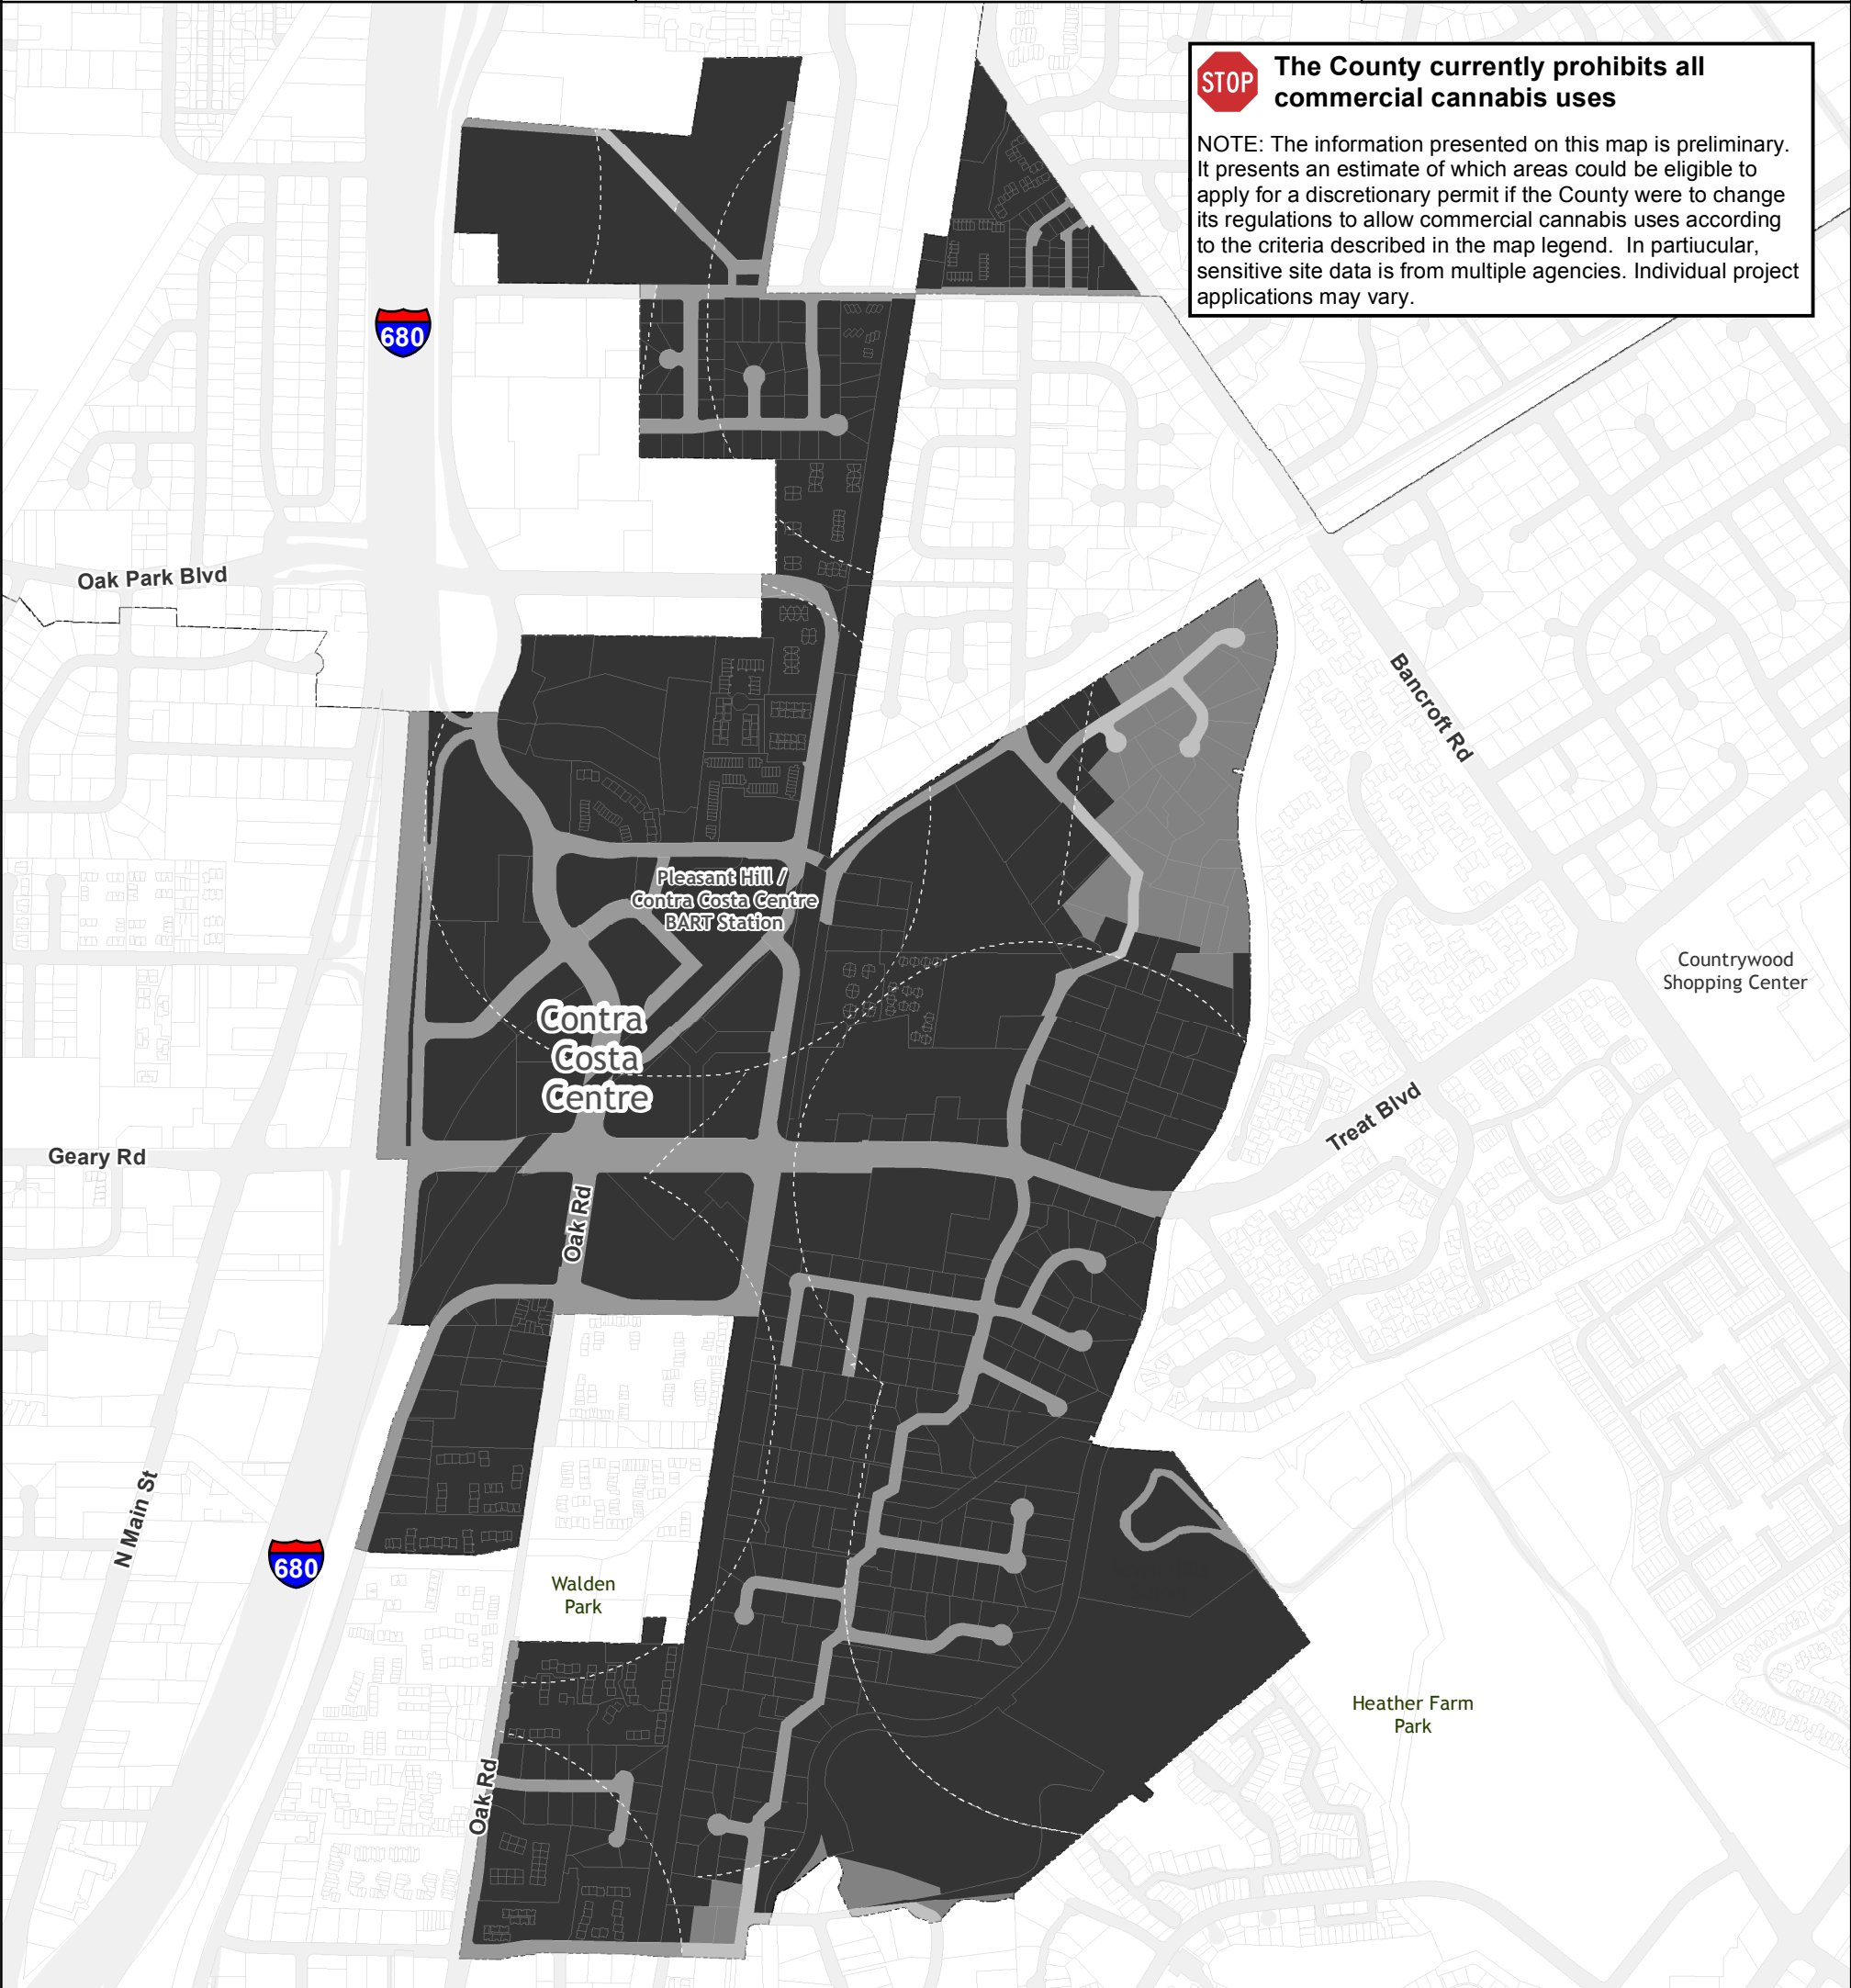 STOP
The County currently prohibits all
commercial cannabis uses
NOTE: The information presented on this map is preliminary.
It presents an estimate of which areas could be eligible to
apply for a discretionary permit if the County were to change
its regulations to allow commercial cannabis uses according
to the criteria described in the map legend. In partiucular,
sensitive site data is from multiple agencies. Individual project
applications may vary.
680
Oak Park Blvd
Bancroft Rd
Pleasant Hill /
Contra Costa Centre
BART Station
Countrywood
Shopping Center
Contra
Costa
Centre
Treat Blvd
Geary Rd
Oak Rd
N Main St
680
Walden
Park
Heather Farm
Park
Oak Rd